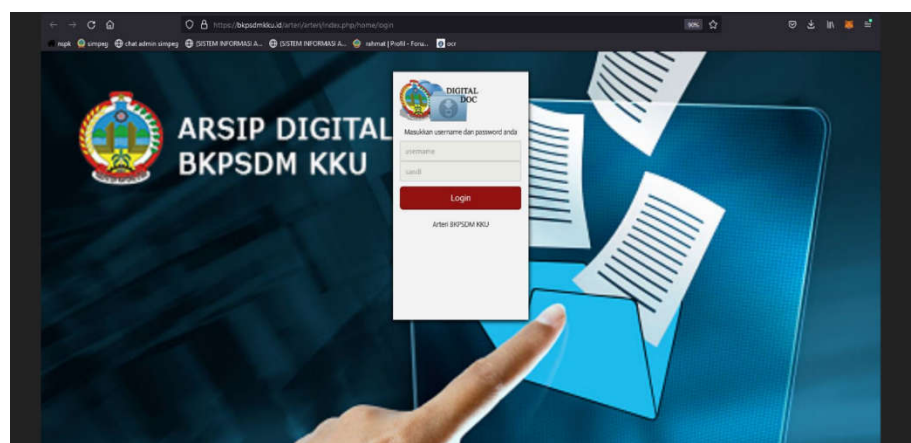 https://bkpsdmkku.id/arteri/arteri/index.php/home/login
90%
nspk simpeg chat admin simpeg (SISTEM INFORMASI A... (SISTEM INFORMASI A... rahmat | Profil - Foru... ocr
DIGITAL
DOC
ARSIP DIGITAL
BKPSDM KKU
Masukkan username dan password anda
username
sandi
Login
Arteri BKPSDM KKU